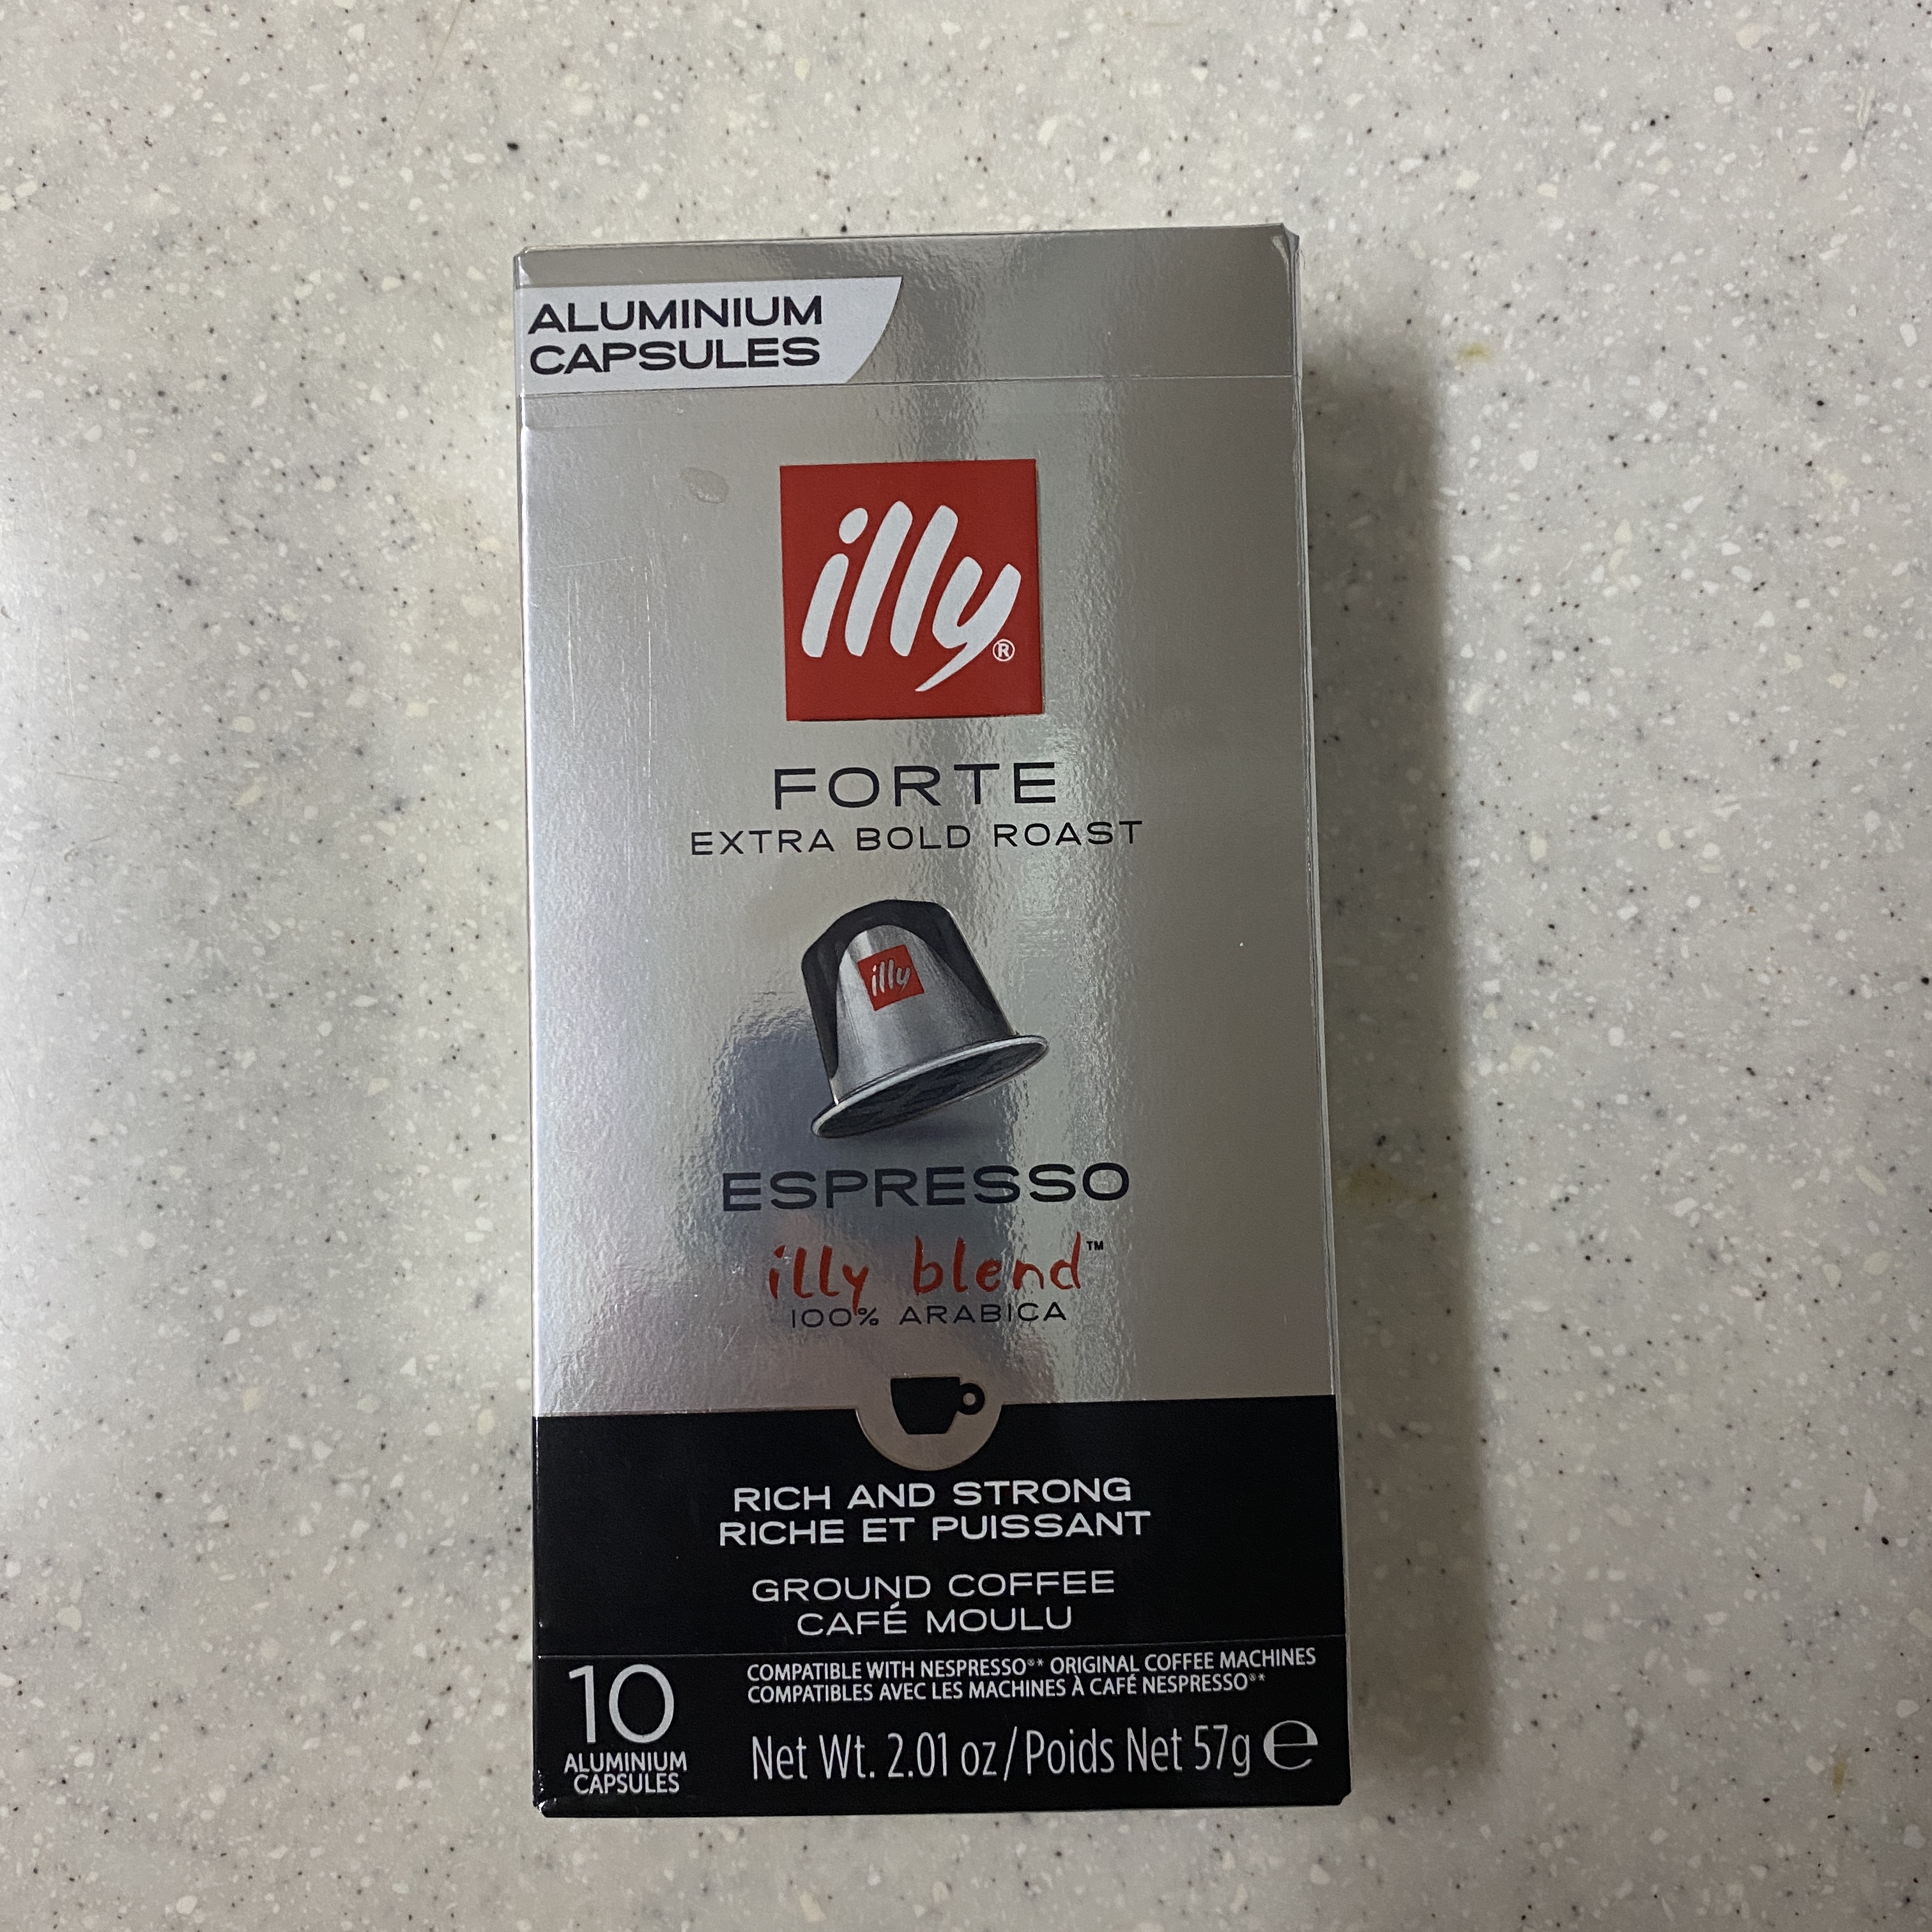 ALUMINIUM
CAPSULES
illy®
FORTE
EXTRA BOLD ROAST
illy
ESPRESSO
illy blend™
100% ARABICA
RICH AND STRONG
RICHE ET PUISSANT
GROUND COFFEE
CAFÉ MOULU
10
ALUMINIUM
CAPSULES
COMPATIBLE WITH NESPRESSO®* ORIGINAL COFFEE MACHINES
COMPATIBLES AVEC LES MACHINES À CAFÉ NESPRESSO®*
Net Wt. 2.01 oz/Poids Net 57g ℮